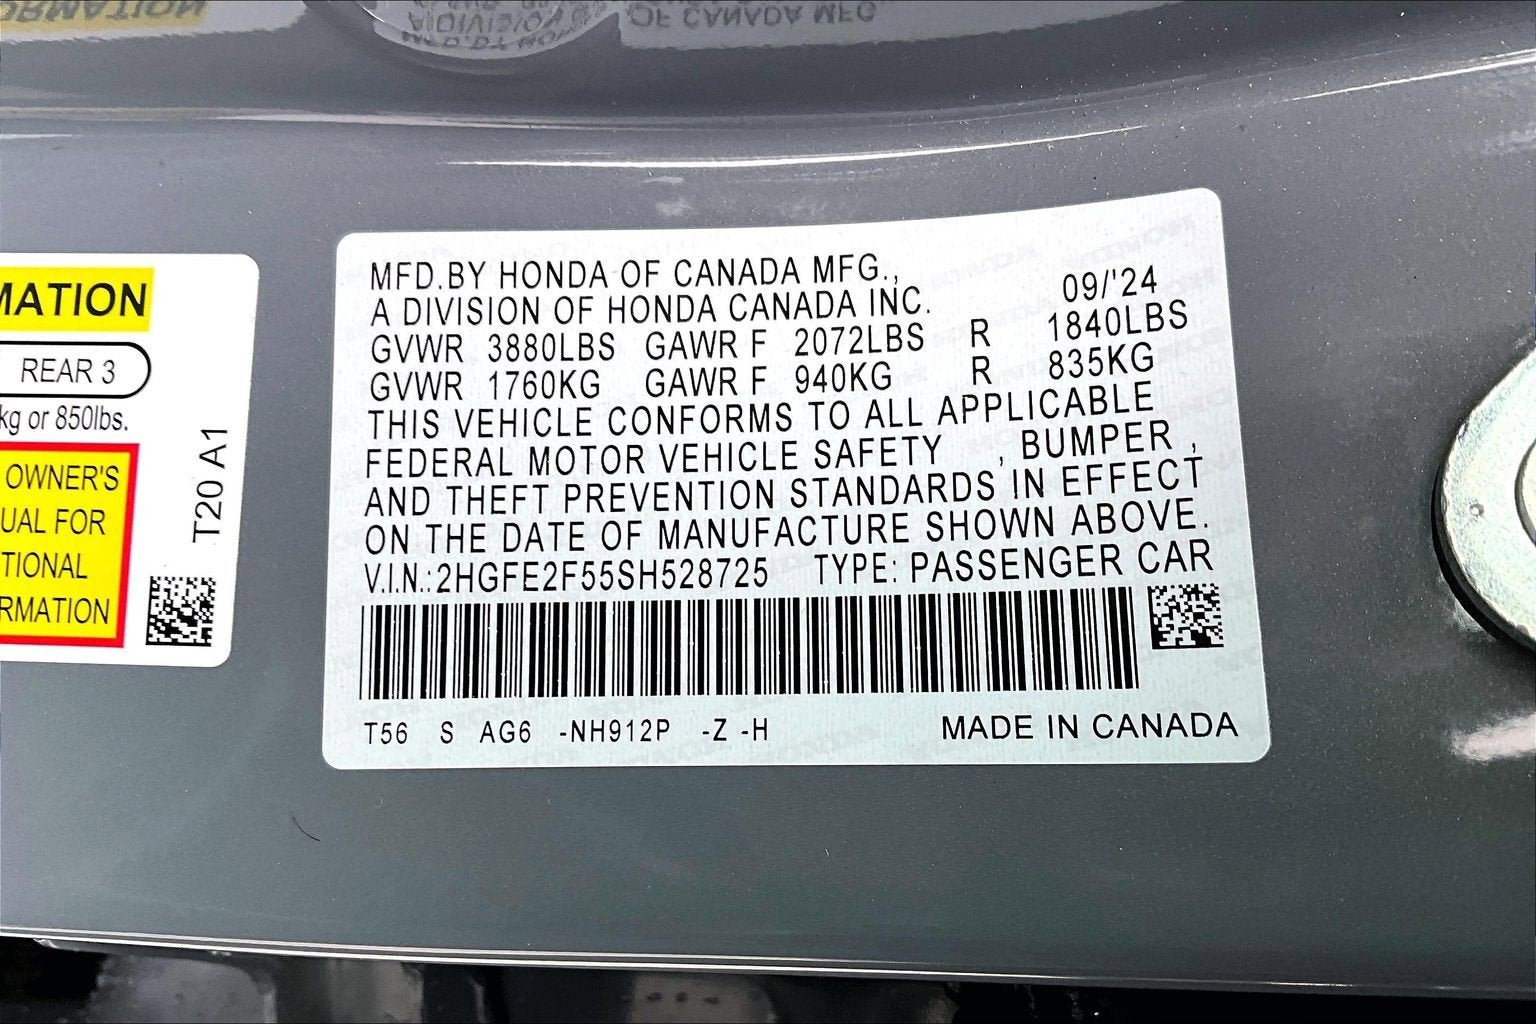 MATION
REAR 3
kg or 850lbs.
OWNER'S
UAL FOR
TIONAL
RMATION
T20 A1
MFD.BY HONDA OF CANADA MFG.,
A DIVISION OF HONDA CANADA INC. 09/'24
GVWR 3880LBS GAWR F 2072LBS R 1840LBS
GVWR 1760KG GAWR F 940KG R 835KG
THIS VEHICLE CONFORMS TO ALL APPLICABLE
FEDERAL MOTOR VEHICLE SAFETY , BUMPER ,
AND THEFT PREVENTION STANDARDS IN EFFECT
ON THE DATE OF MANUFACTURE SHOWN ABOVE.
V.I.N.:2HGFE2F55SH528725 TYPE: PASSENGER CAR
T56 S AG6 -NH912P -Z -H MADE IN CANADA